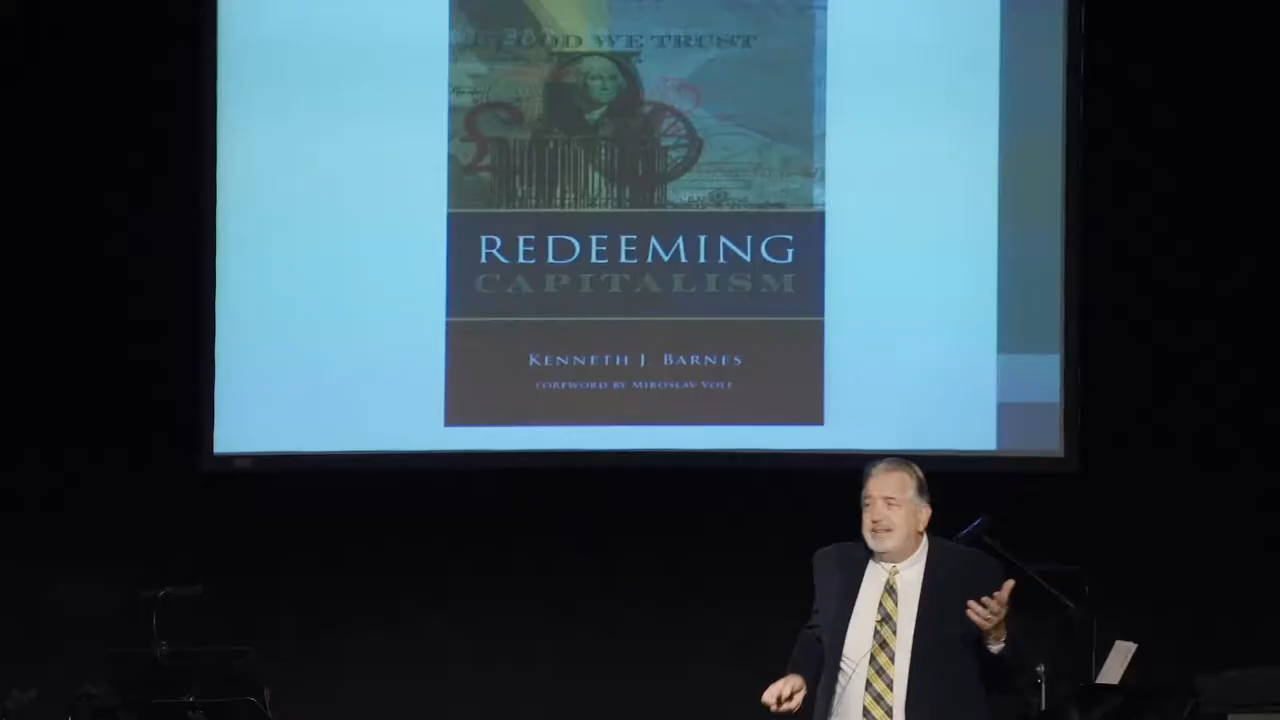 GOD WE TRUST
REDEEMING
CAPITALISM
KENNETH J. BARNES
FOREWORD BY MIROSLAV VOLF